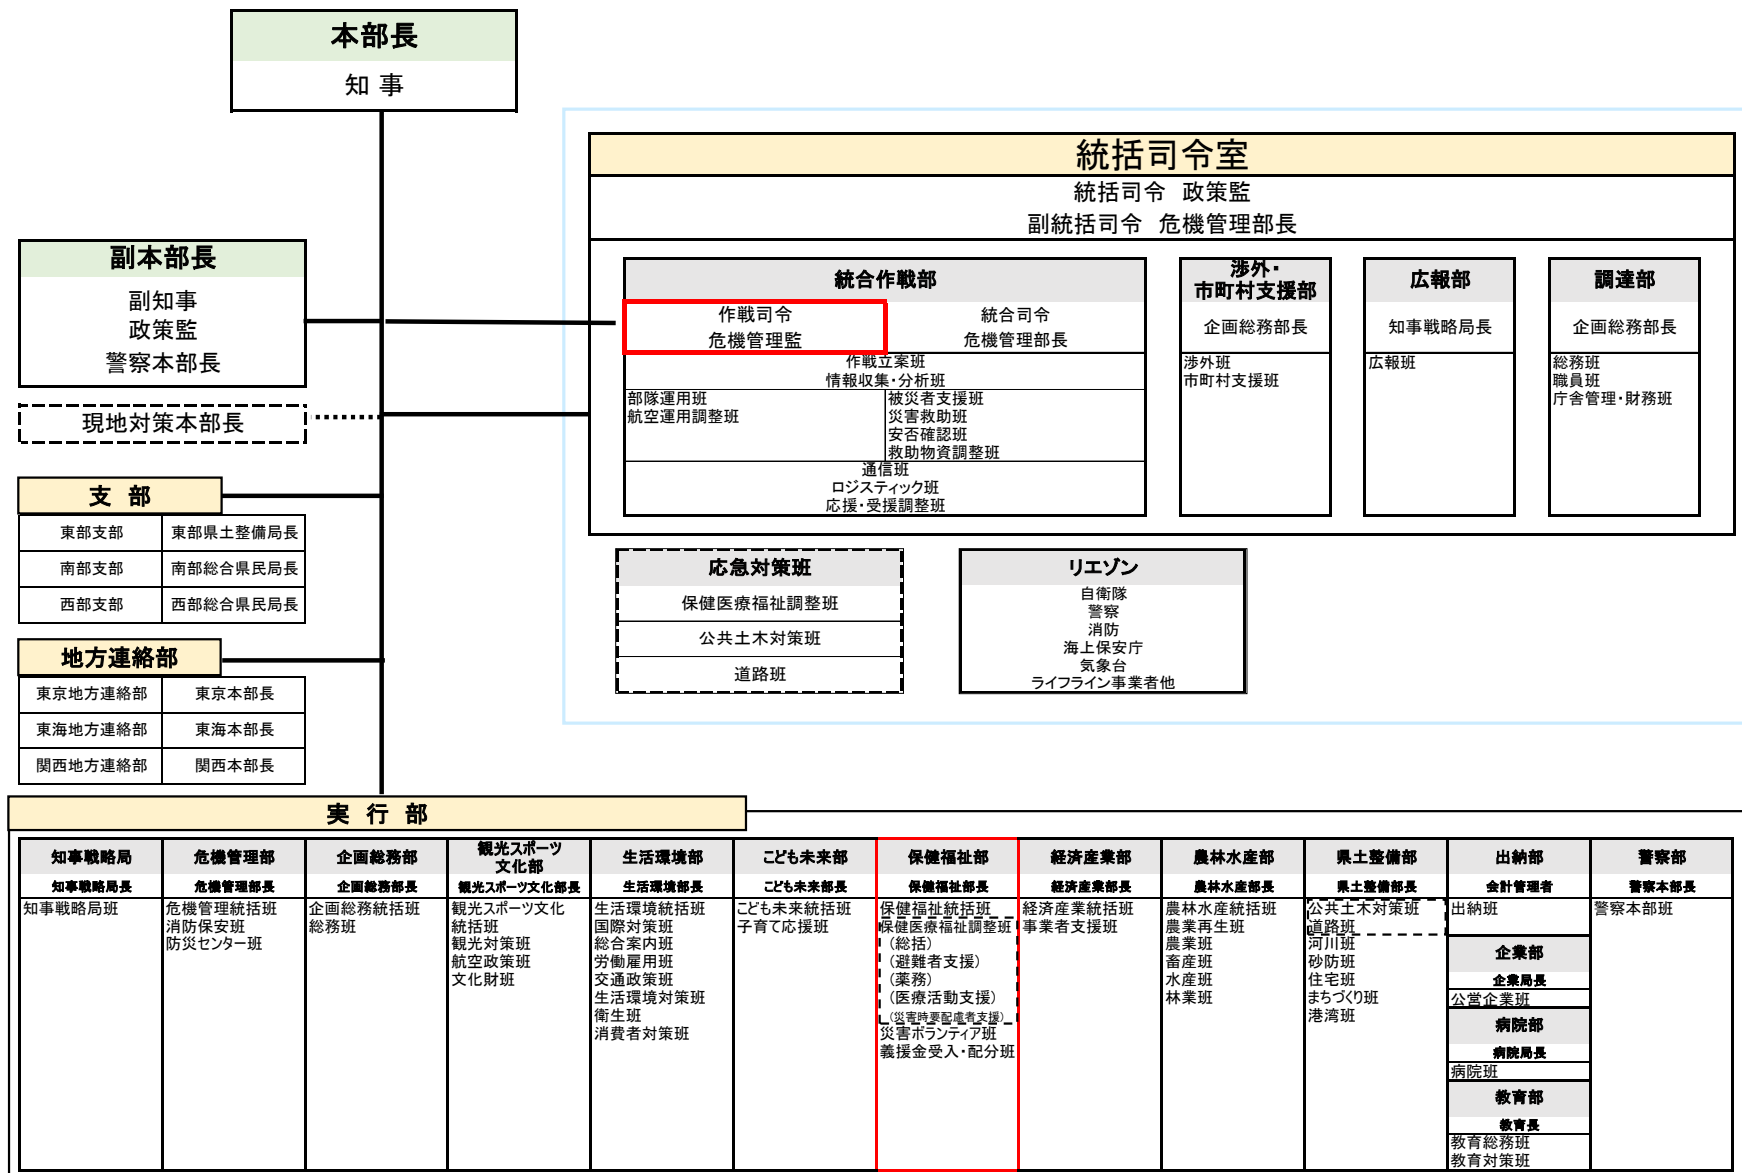 本部長
知 事
統括司令室
統括司令　政策監
副統括司令　危機管理部長
副本部長
副知事
政策監
警察本部長
現地対策本部長
統合作戦部
作戦司令
危機管理監
統合司令
危機管理部長
作戦立案班
情報収集・分析班
部隊運用班
航空運用調整班
被災者支援班
災害救助班
安否確認班
救助物資調整班
通信班
ロジスティック班
応援・受援調整班
渉外・
市町村支援部
企画総務部長
渉外班
市町村支援班
広報部
知事戦略局長
広報班
調達部
企画総務部長
総務班
職員班
庁舎管理・財務班
支 部
東部支部 東部県土整備局長
南部支部 南部総合県民局長
西部支部 西部総合県民局長
地方連絡部
東京地方連絡部 東京本部長
東海地方連絡部 東海本部長
関西地方連絡部 関西本部長
応急対策班
保健医療福祉調整班
公共土木対策班
道路班
リエゾン
自衛隊
警察
消防
海上保安庁
気象台
ライフライン事業者他
実 行 部
知事戦略局
知事戦略局長
知事戦略局班
危機管理部
危機管理部長
危機管理統括班
消防保安班
防災センター班
企画総務部
企画総務部長
企画総務統括班
総務班
観光スポーツ
文化部
観光スポーツ文化部長
観光スポーツ文化
統括班
観光対策班
航空政策班
文化財班
生活環境部
生活環境部長
生活環境統括班
国際対策班
総合案内班
労働雇用班
交通政策班
生活環境対策班
衛生班
消費者対策班
こども未来部
こども未来部長
こども未来統括班
子育て応援班
保健福祉部
保健福祉部長
保健福祉統括班
保健医療福祉調整班
（総括）
（避難者支援）
（薬務）
（医療活動支援）
（災害時要配慮者支援）
災害ボランティア班
義援金受入・配分班
経済産業部
経済産業部長
経済産業統括班
事業者支援班
農林水産部
農林水産部長
農林水産統括班
農業再生班
農業班
畜産班
水産班
林業班
県土整備部
県土整備部長
公共土木対策班
道路班
河川班
砂防班
住宅班
まちづくり班
港湾班
出納部
会計管理者
出納班
企業部
企業局長
公営企業班
病院部
病院局長
病院班
教育部
教育長
教育総務班
教育対策班
警察部
警察本部長
警察本部班